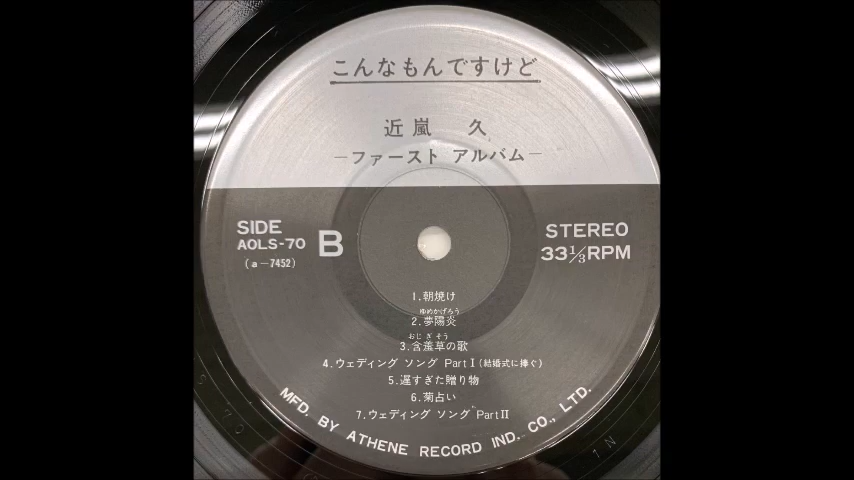 こんなもんですけど
近嵐 久
—ファースト アルバム—
SIDE B
AOLS-70
(a-7452)
STEREO
33 1/3 RPM
1.朝焼け
ゆめかげろう
2.夢陽炎
おじぎそう
3.含羞草の歌
4.ウェディング ソング Part I (結婚式に捧ぐ)
5.遅すぎた贈り物
6.菊占い
7.ウェディング ソング Part II
MFD. BY ATHENE RECORD IND. CO., LTD.